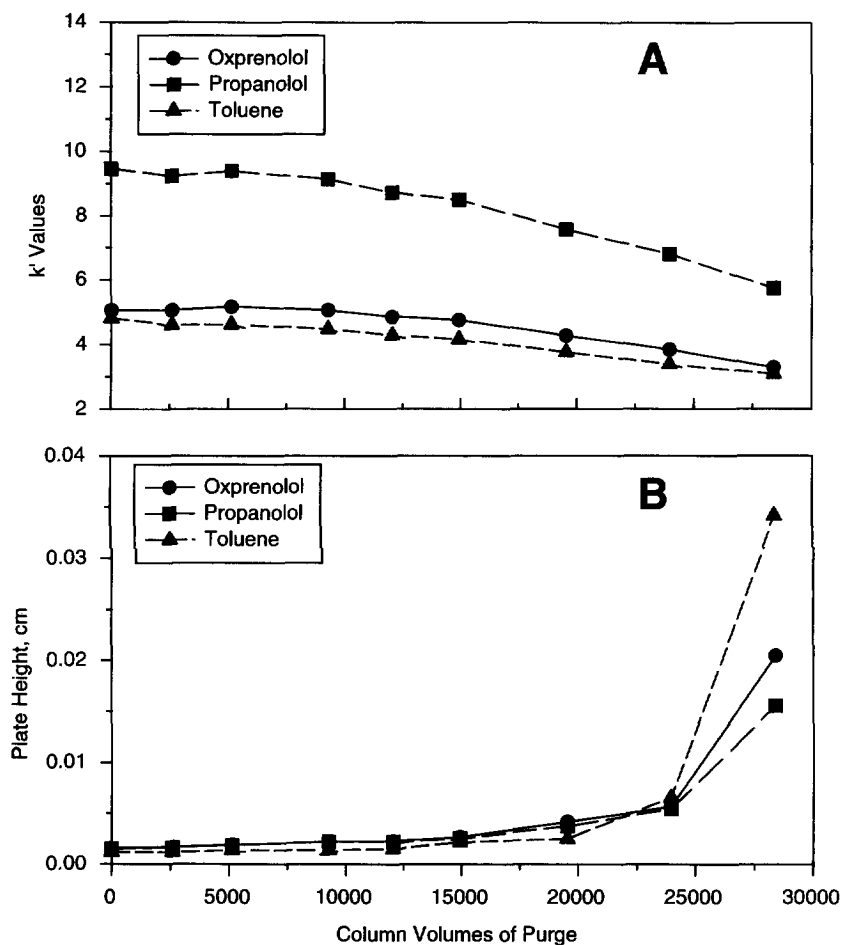 14
12
10
8
6
4
2
k' Values
Oxprenolol
Propanolol
Toluene
A
0.04
0.03
0.02
0.01
0.00
Plate Height, cm
Oxprenolol
Propanolol
Toluene
B
0 5000 10000 15000 20000 25000 30000
Column Volumes of Purge